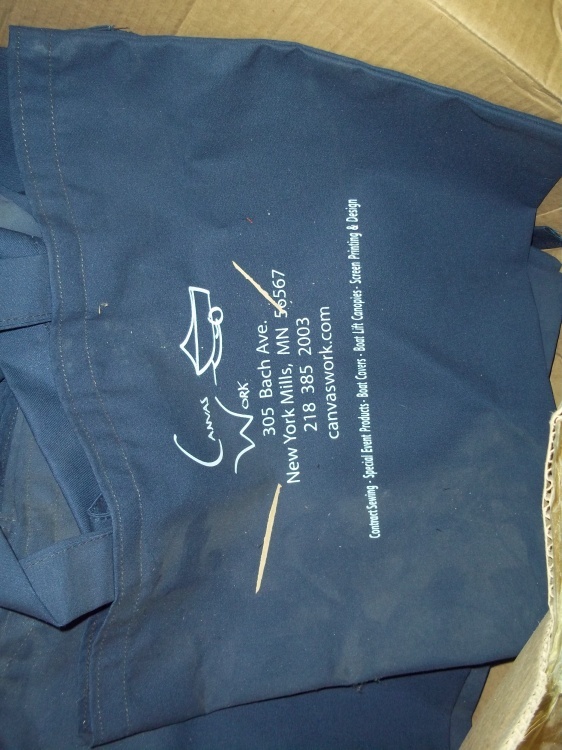 Canvas
Work
305 Bach Ave.
New York Mills, MN 56567
218 385 2003
canvaswork.com
Contract Sewing - Special Event Products - Boat Covers - Boat Lift Canopies - Screen Printing & Design